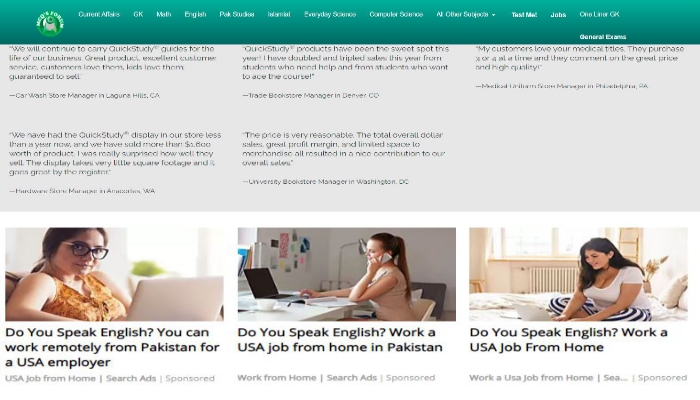 Current Affairs GK Math English Pak Studies Islamiat Everyday Science Computer Science All Other Subjects Test Me! Jobs One Liner GK
General Exams
"We will continue to carry QuickStudy® guides for the
life of our business. Great product, excellent customer
service, customers love them, kids love them,
guaranteed to sell"
—Car Wash Store Manager in Laguna Hills, CA
"QuickStudy® products have been the sweet spot this
year! I have doubled and tripled sales this year from
students who need help and from students who want
to ace the course!"
—Trade Bookstore Manager in Denver, CO
"My customers love your medical titles. They purchase
3 or 4 at a time and they comment on the great price
and high quality!"
—Medical Uniform Store Manager in Philadelphia, PA
"We have had the QuickStudy® display in our store less
than a year now, and we have sold more than $1,600
worth of product. I was really surprised how well they
sell. The display takes very little square footage and it
goes great by the register."
—Hardware Store Manager in Anacortes, WA
"The price is very reasonable. The total overall dollar
sales, great profit margin, and limited space to
merchandise all resulted in a nice contribution to our
overall sales."
—University Bookstore Manager in Washington, DC
Do You Speak English? You can
work remotely from Pakistan for
a USA employer
USA Job from Home | Search Ads | Sponsored
Do You Speak English? Work a
USA job from home in Pakistan
Work from Home | Search Ads | Sponsored
Do You Speak English? Work a
USA Job From Home
Work a Usa Job from Home | Sea... | Sponsored